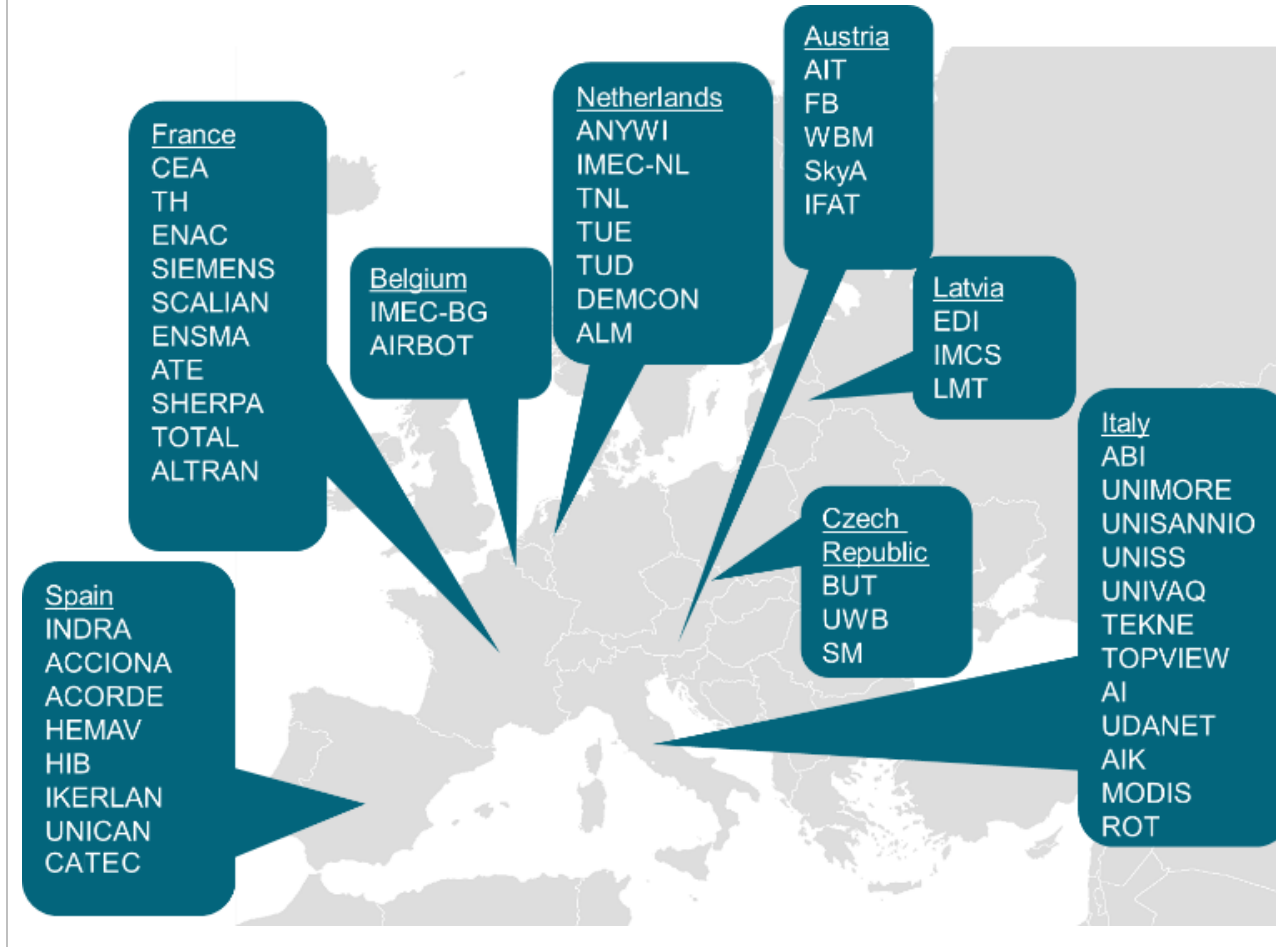 France
CEA
TH
ENAC
SIEMENS
SCALIAN
ENSMA
ATE
SHERPA
TOTAL
ALTRAN
Belgium
IMEC-BG
AIRBOT
Netherlands
ANYWI
IMEC-NL
TNL
TUE
TUD
DEMCON
ALM
Austria
AIT
FB
WBM
SkyA
IFAT
Latvia
EDI
IMCS
LMT
Spain
INDRA
ACCIONA
ACORDE
HEMAV
HIB
IKERLAN
UNICAN
CATEC
Czech
Republic
BUT
UWB
SM
Italy
ABI
UNIMORE
UNISANNIO
UNISS
UNIVAQ
TEKNE
TOPVIEW
AI
UDANET
AIK
MODIS
ROT